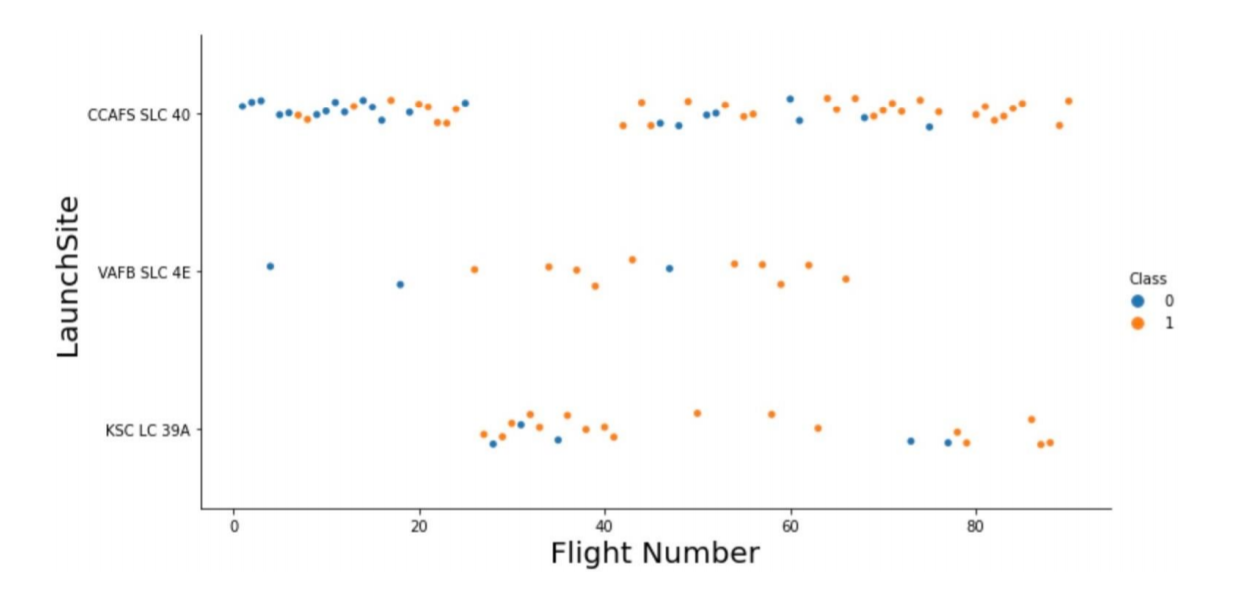 CCAFS SLC 40
VAFB SLC 4E
KSC LC 39A
LaunchSite
0 20 40 60 80
Flight Number
Class
0
1